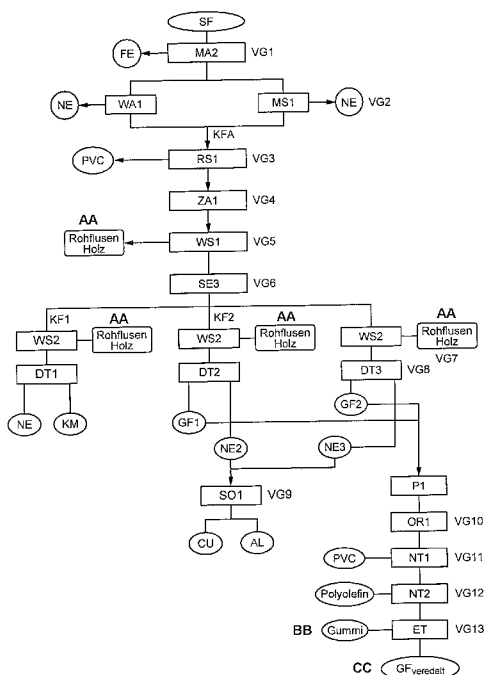 SF
FE MA2 VG1
NE WA1 MS1 NE VG2
KFA
PVC RS1 VG3
ZA1 VG4
AA
Rohflusen
Holz
WS1 VG5
SE3 VG6
KF1 AA KF2 AA AA
WS2 Rohflusen
Holz
WS2 Rohflusen
Holz
WS2 Rohflusen
Holz
VG7
DT1 DT2 DT3 VG8
NE KM GF1 GF2
NE2 NE3
P1
SO1 VG9
OR1 VG10
CU AL
PVC NT1 VG11
Polyolefin NT2 VG12
BB Gummi ET VG13
CC GFveredelt